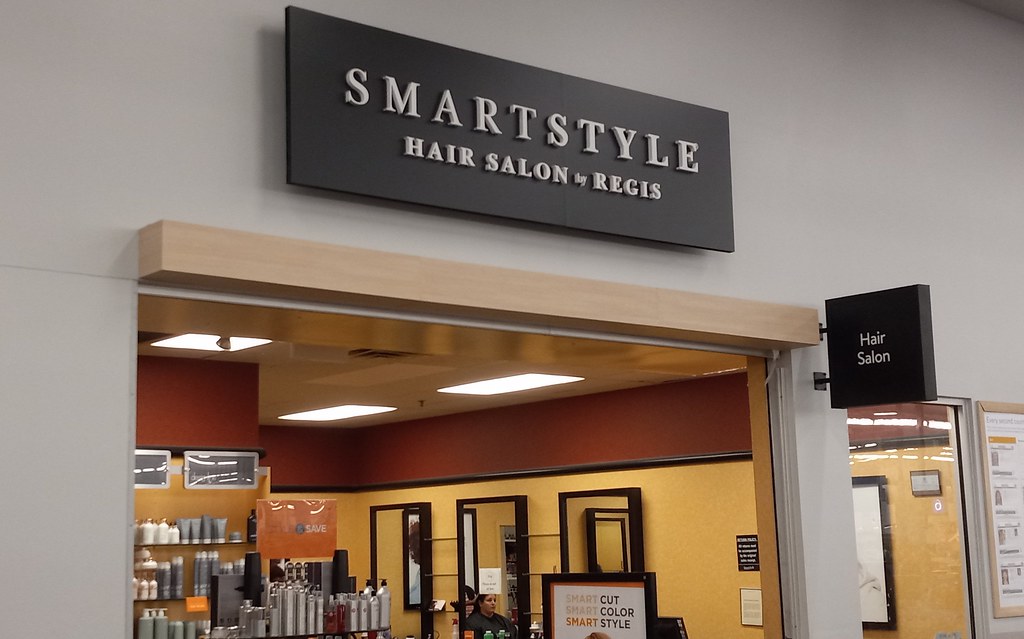 SMARTSTYLE
HAIR SALON by REGIS
Hair
Salon
SAVE
SMART CUT
SMART COLOR
SMART STYLE